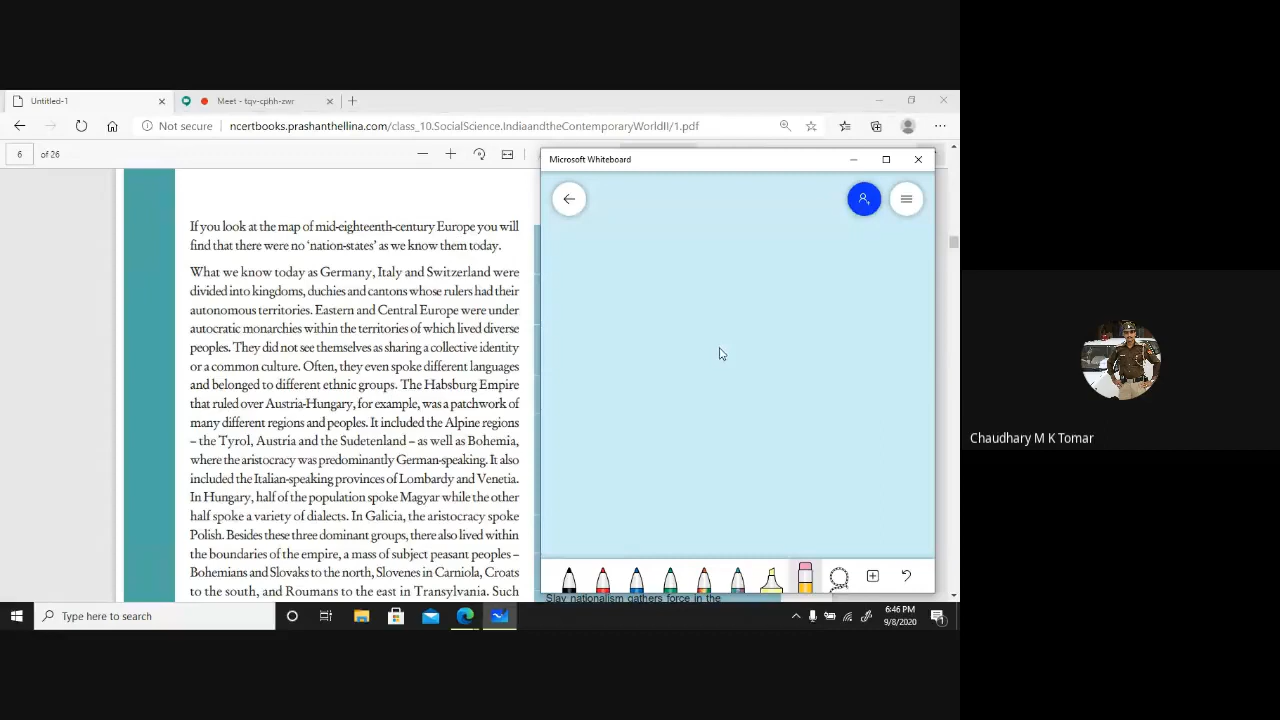 Untitled-1
Meet - tqv-cphh-zwr
Not secure
ncertbooks.prashanthellina.com/class_10.SocialScience.IndiaandtheContemporaryWorldII/1.pdf
6 of 26
Microsoft Whiteboard
If you look at the map of mid-eighteenth-century Europe you will
find that there were no ‘nation-states’ as we know them today.
What we know today as Germany, Italy and Switzerland were
divided into kingdoms, duchies and cantons whose rulers had their
autonomous territories. Eastern and Central Europe were under
autocratic monarchies within the territories of which lived diverse
peoples. They did not see themselves as sharing a collective identity
or a common culture. Often, they even spoke different languages
and belonged to different ethnic groups. The Habsburg Empire
that ruled over Austria-Hungary, for example, was a patchwork of
many different regions and peoples. It included the Alpine regions
– the Tyrol, Austria and the Sudetenland – as well as Bohemia,
where the aristocracy was predominantly German-speaking. It also
included the Italian-speaking provinces of Lombardy and Venetia.
In Hungary, half of the population spoke Magyar while the other
half spoke a variety of dialects. In Galicia, the aristocracy spoke
Polish. Besides these three dominant groups, there also lived within
the boundaries of the empire, a mass of subject peasant peoples –
Bohemians and Slovaks to the north, Slovenes in Carniola, Croats
to the south, and Roumans to the east in Transylvania. Such
Slav nationalism gathers force in the
Chaudhary M K Tomar
Type here to search
6:46 PM
9/8/2020
1